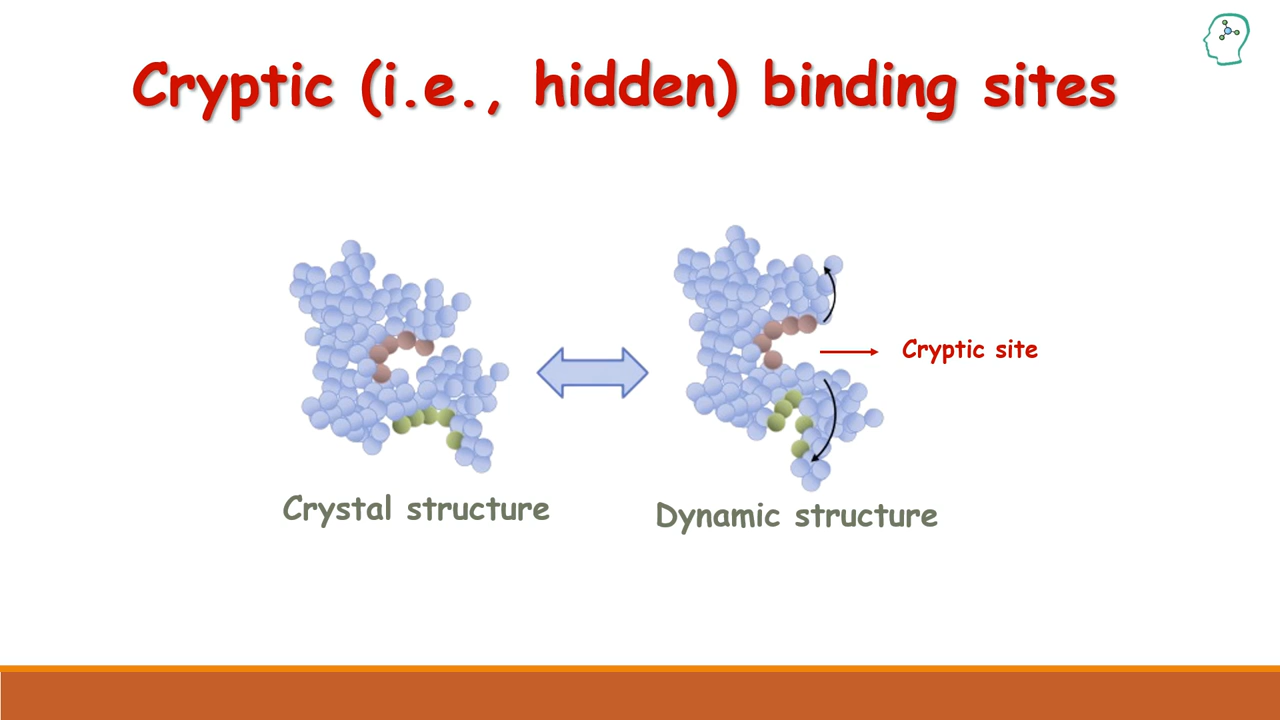 Cryptic (i.e., hidden) binding sites
Cryptic site
Crystal structure
Dynamic structure